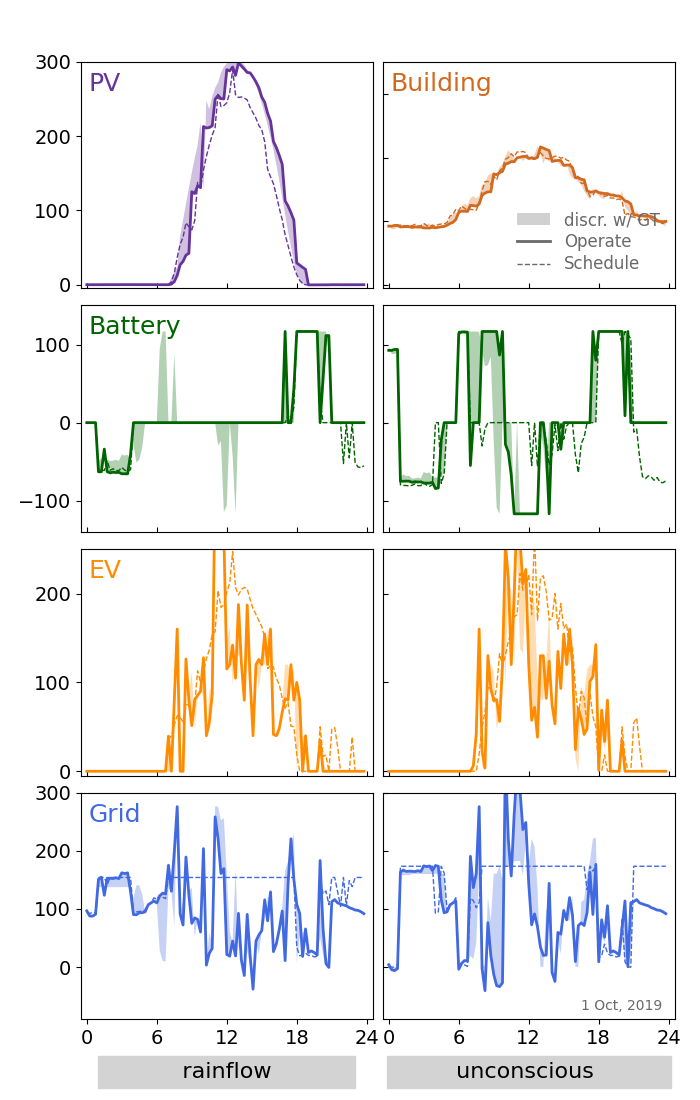 300
PV
Building
200
100
0
discr. w/ GT
Operate
Schedule
Battery
100
0
−100
EV
200
100
0
300
Grid
200
100
0
1 Oct, 2019
0 6 12 18 24 0 6 12 18 24
rainflow unconscious